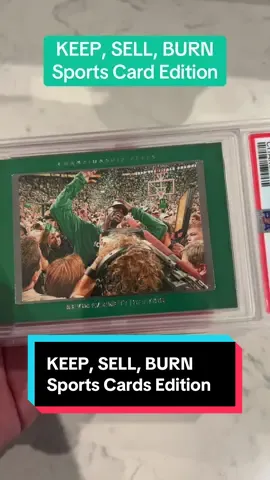 KEEP, SELL, BURN
Sports Card Edition
KEEP, SELL, BURN
Sports Cards Edition